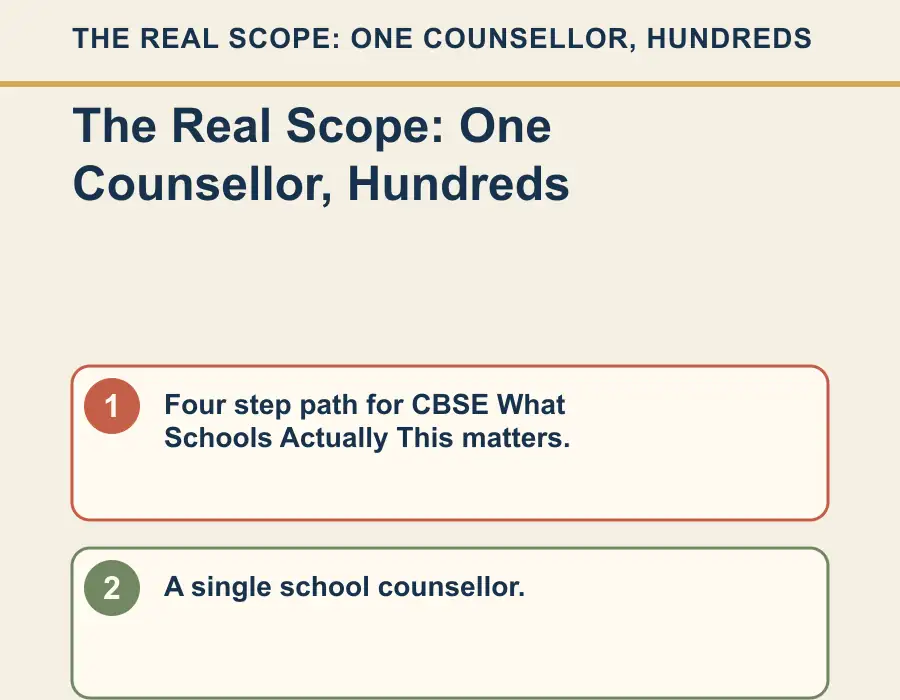 THE REAL SCOPE: ONE COUNSELLOR, HUNDREDS
The Real Scope: One
Counsellor, Hundreds
1
Four step path for CBSE What
Schools Actually This matters.
2
A single school counsellor.